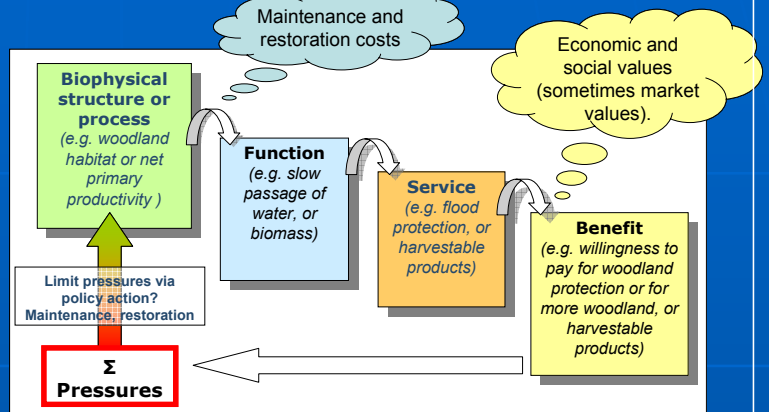 Maintenance and
restoration costs
Economic and
social values
(sometimes market
values).
Biophysical
structure or
process
(e.g. woodland
habitat or net
primary
productivity )
Function
(e.g. slow
passage of
water, or
biomass)
Service
(e.g. flood
protection, or
harvestable
products)
Benefit
(e.g. willingness to
pay for woodland
protection or for
more woodland, or
harvestable
products)
Limit pressures via
policy action?
Maintenance, restoration
Σ
Pressures